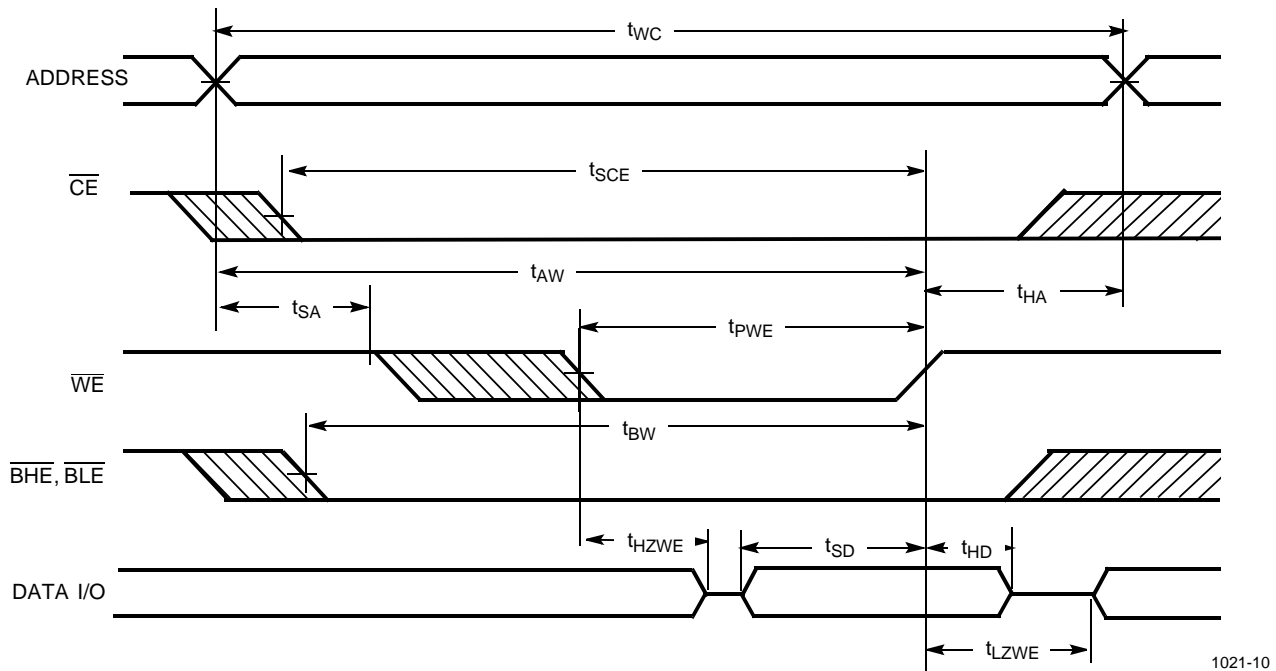 tWC
ADDRESS
tSCE
CE
tAW
tSA
tHA
tPWE
WE
tBW
BHE, BLE
tHZWE
tSD
tHD
DATA I/O
tLZWE
1021-10